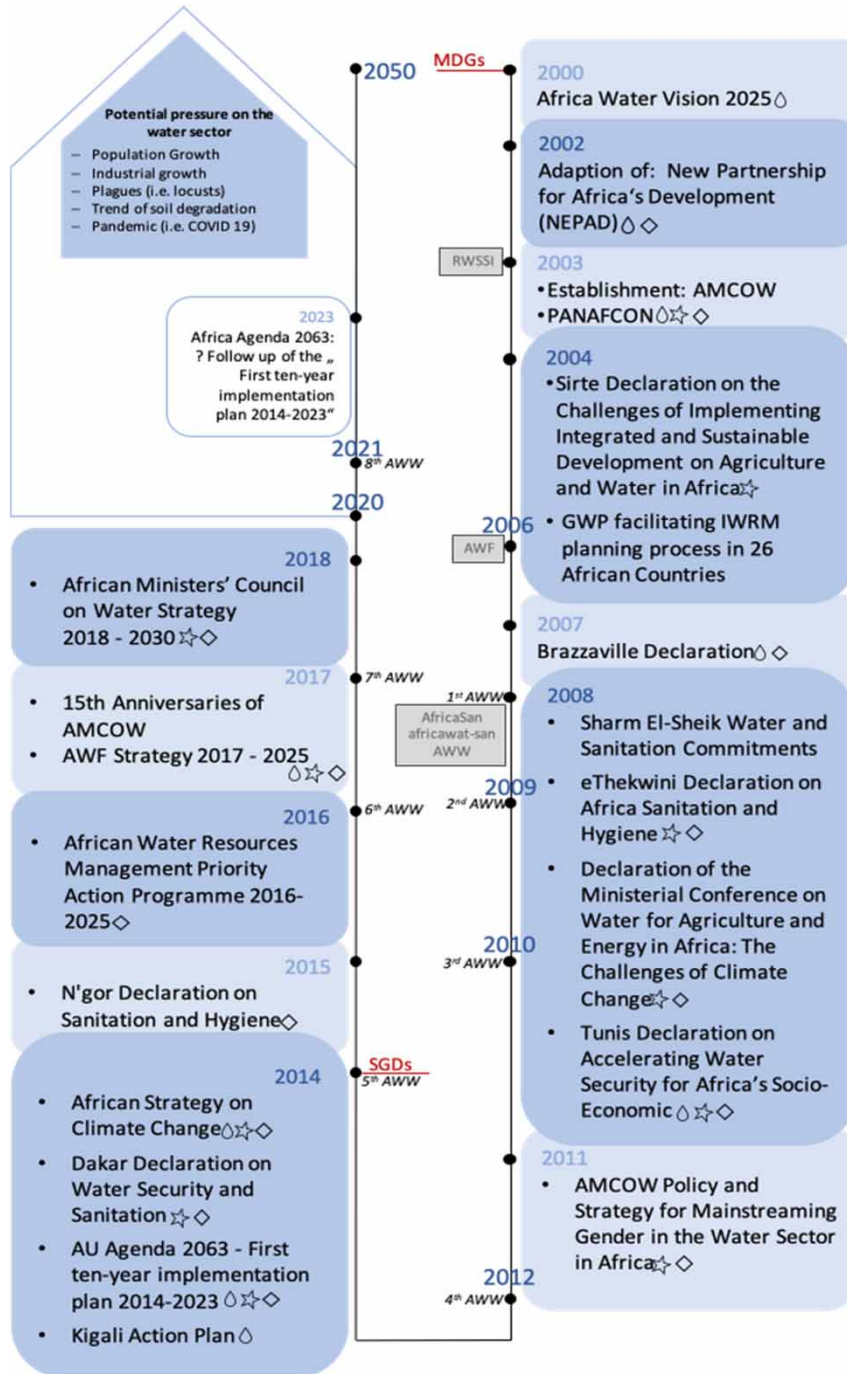 2050
MDGs
Potential pressure on the
water sector
– Population Growth
– Industrial growth
– Plagues (i.e. locusts)
– Trend of soil degradation
– Pandemic (i.e. COVID 19)
2023
Africa Agenda 2063:
? Follow up of the „
First ten-year
implementation
plan 2014-2023“
2021
8th AWW
2020
2018
• African Ministers’ Council
on Water Strategy
2018 - 2030
2017
7th AWW
• 15th Anniversaries of
AMCOW
• AWF Strategy 2017 - 2025
2016
6th AWW
• African Water Resources
Management Priority
Action Programme 2016-
2025
2015
• N'gor Declaration on
Sanitation and Hygiene
SGDs
5th AWW
2014
• African Strategy on
Climate Change
• Dakar Declaration on
Water Security and
Sanitation
• AU Agenda 2063 - First
ten-year implementation
plan 2014-2023
• Kigali Action Plan
2000
Africa Water Vision 2025
2002
Adaption of: New Partnership
for Africa‘s Development
(NEPAD)
RWSSI
2003
•Establishment: AMCOW
•PANAFCON
2004
•Sirte Declaration on the
Challenges of Implementing
Integrated and Sustainable
Development on Agriculture
and Water in Africa
• GWP facilitating IWRM
planning process in 26
African Countries
2006
AWF
2007
Brazzaville Declaration
1st AWW
AfricaSan
africawat-san
AWW
2008
• Sharm El-Sheik Water and
Sanitation Commitments
• eThekwini Declaration on
Africa Sanitation and
Hygiene
• Declaration of the
Ministerial Conference on
Water for Agriculture and
Energy in Africa: The
Challenges of Climate
Change
• Tunis Declaration on
Accelerating Water
Security for Africa’s Socio-
Economic
2009
2nd AWW
2010
3rd AWW
2011
• AMCOW Policy and
Strategy for Mainstreaming
Gender in the Water Sector
in Africa
2012
4th AWW